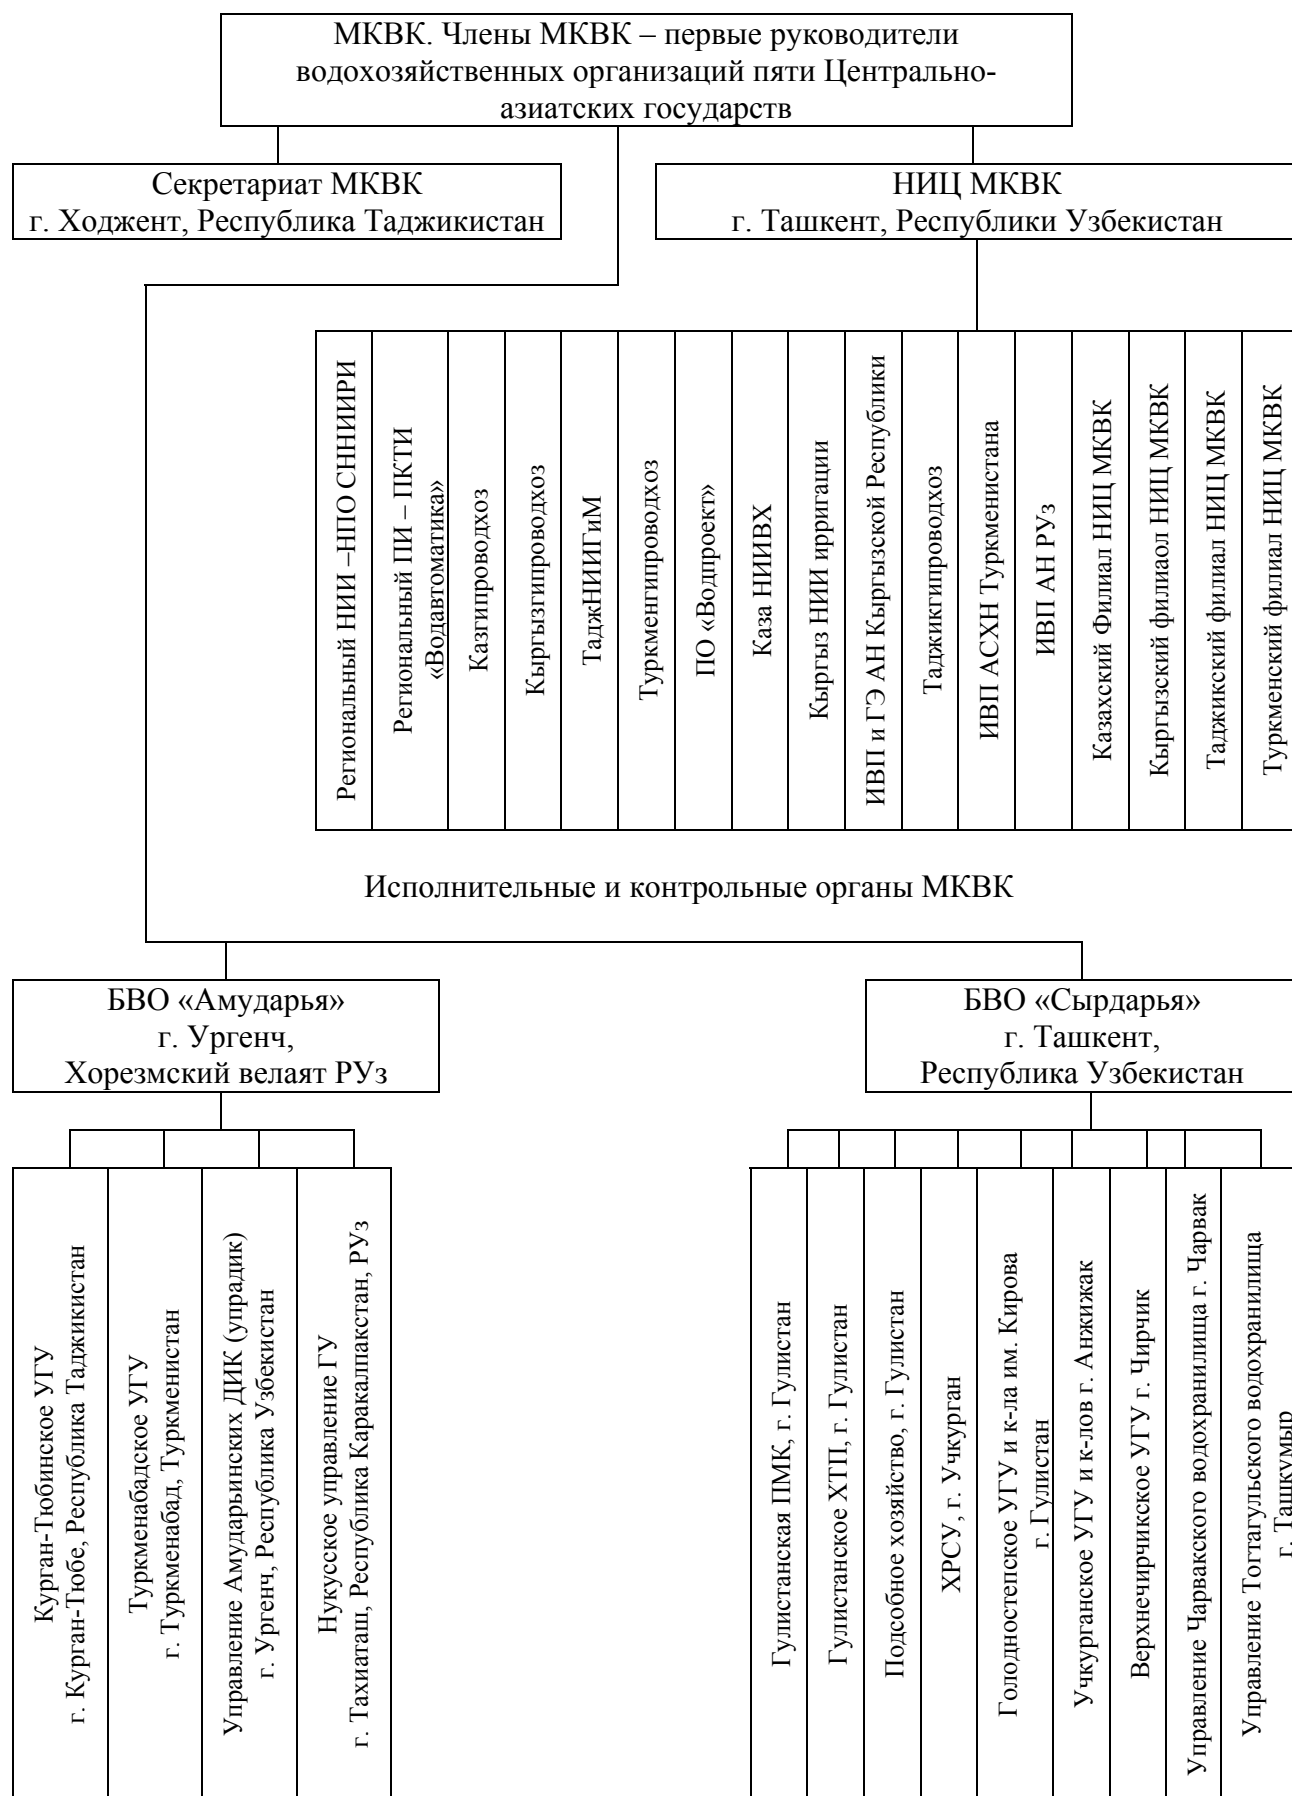 МКВК. Члены МКВК – первые руководители
водохозяйственных организаций пяти Центрально-
азиатских государств
Секретариат МКВК
г. Ходжент, Республика Таджикистан
НИЦ МКВК
г. Ташкент, Республики Узбекистан
Региональный НИИ –НПО СННИИРИ
Региональный ПИ – ПКТИ
«Водавтоматика»
Казгипроводхоз
Кыргызгипроводхоз
ТаджНИИГиМ
Туркменгипроводхоз
ПО «Водпроект»
Каза НИИВХ
Кыргыз НИИ ирригации
ИВП и ГЭ АН Кыргызской Республики
Таджикгипроводхоз
ИВП АСХН Туркменистана
ИВП АН РУз
Казахский Филиал НИЦ МКВК
Кыргызский филиаол НИЦ МКВК
Таджикский филиал НИЦ МКВК
Туркменский филиал НИЦ МКВК
Исполнительные и контрольные органы МКВК
БВО «Амударья»
г. Ургенч,
Хорезмский велаят РУз
БВО «Сырдарья»
г. Ташкент,
Республика Узбекистан
Курган-Тюбинское УГУ
г. Курган-Тюбе, Республика Таджикистан
Туркменабадское УГУ
г. Туркменабад, Туркменистан
Управление Амударьинских ДИК (упрадик)
г. Ургенч, Республика Узбекистан
Нукусское управление ГУ
г. Тахиаташ, Республика Каракалпакстан, РУз
Гулистанская ПМК, г. Гулистан
Гулистанское ХТП, г. Гулистан
Подсобное хозяйство, г. Гулистан
ХРСУ, г. Учкурган
Голодностепское УГУ и к-ла им. Кирова
г. Гулистан
Учкурганское УГУ и к-лов г. Анжижак
Верхнечирчикское УГУ г. Чирчик
Управление Чарвакского водохранилища г. Чарвак
Управление Тогтагульского водохранилища
г. Ташкумыр